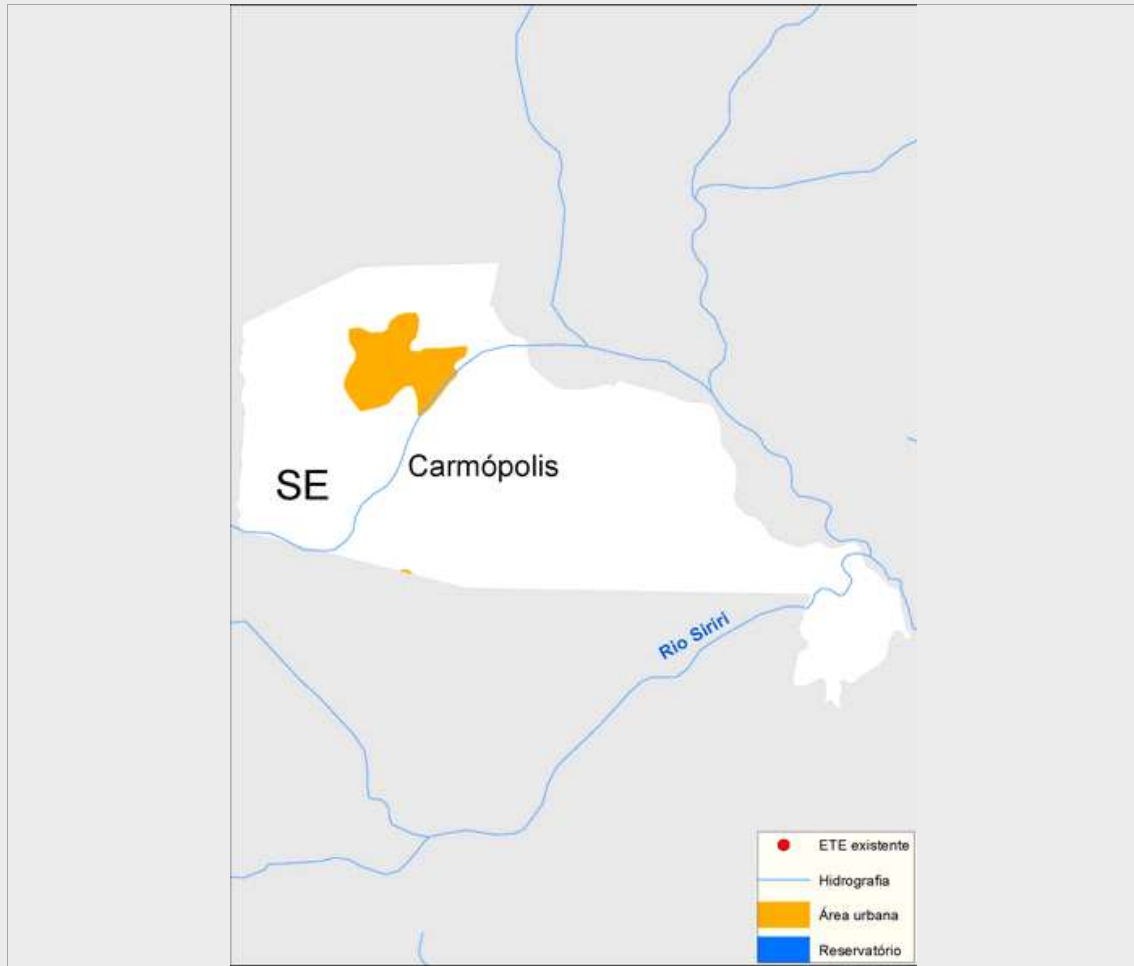 Carmópolis
SE
Rio Siriri
ETE existente
Hidrografia
Área urbana
Reservatório